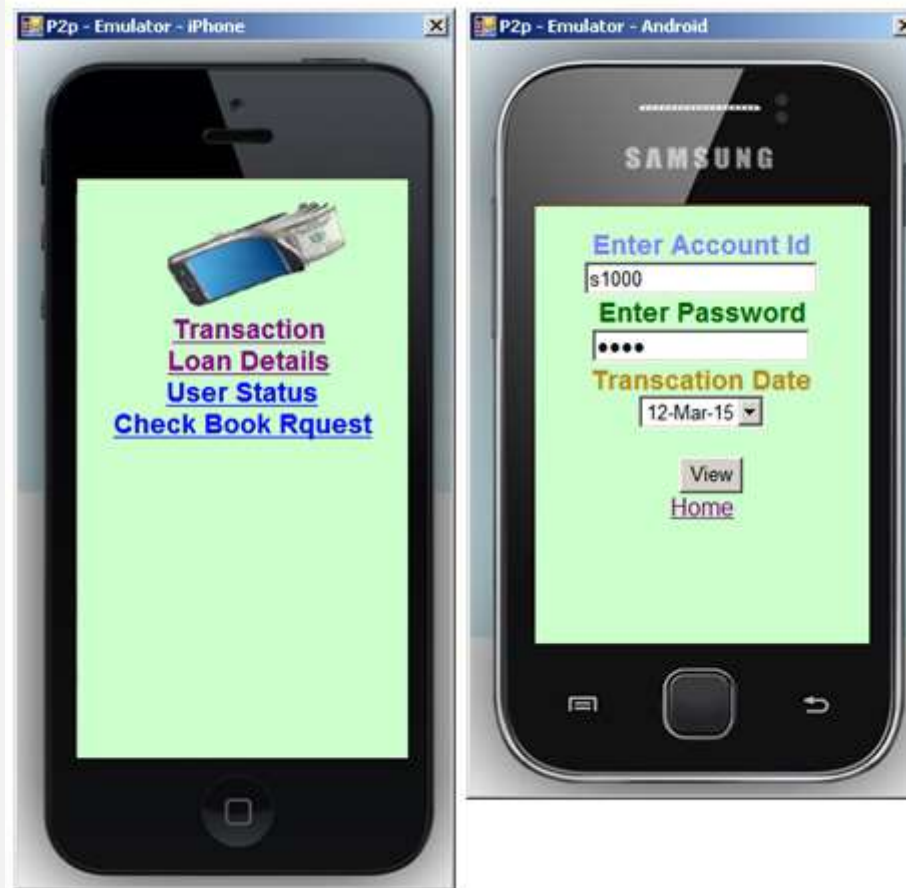 P2p - Emulator - iPhone
Transaction
Loan Details
User Status
Check Book Rquest
P2p - Emulator - Android
SAMSUNG
Enter Account Id
s1000
Enter Password
••••
Transcation Date
12-Mar-15
View
Home